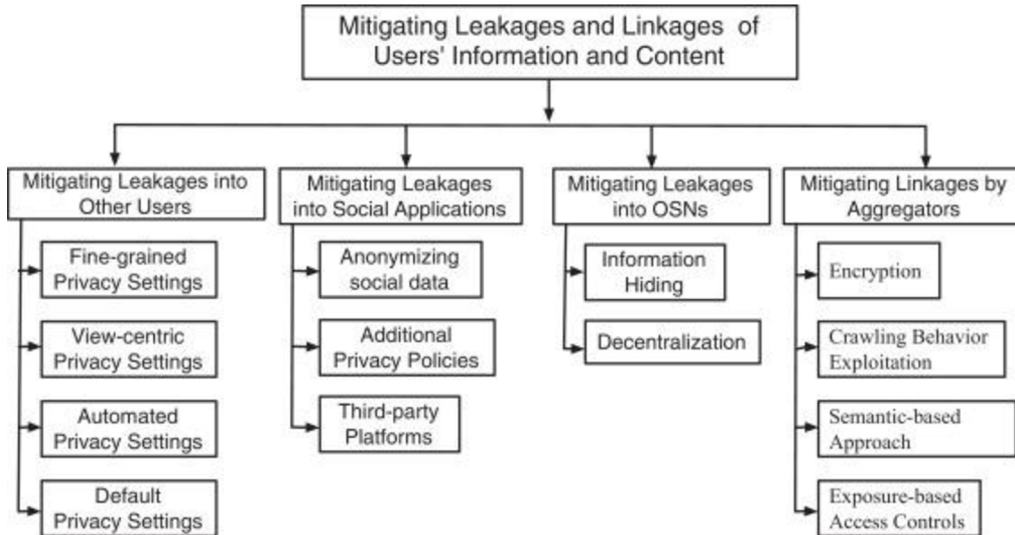 Mitigating Leakages and Linkages of
Users' Information and Content
Mitigating Leakages into
Other Users
Fine-grained
Privacy Settings
View-centric
Privacy Settings
Automated
Privacy Settings
Default
Privacy Settings
Mitigating Leakages
into Social Applications
Anonymizing
social data
Additional
Privacy Policies
Third-party
Platforms
Mitigating Leakages
into OSNs
Information
Hiding
Decentralization
Mitigating Linkages by
Aggregators
Encryption
Crawling Behavior
Exploitation
Semantic-based
Approach
Exposure-based
Access Controls